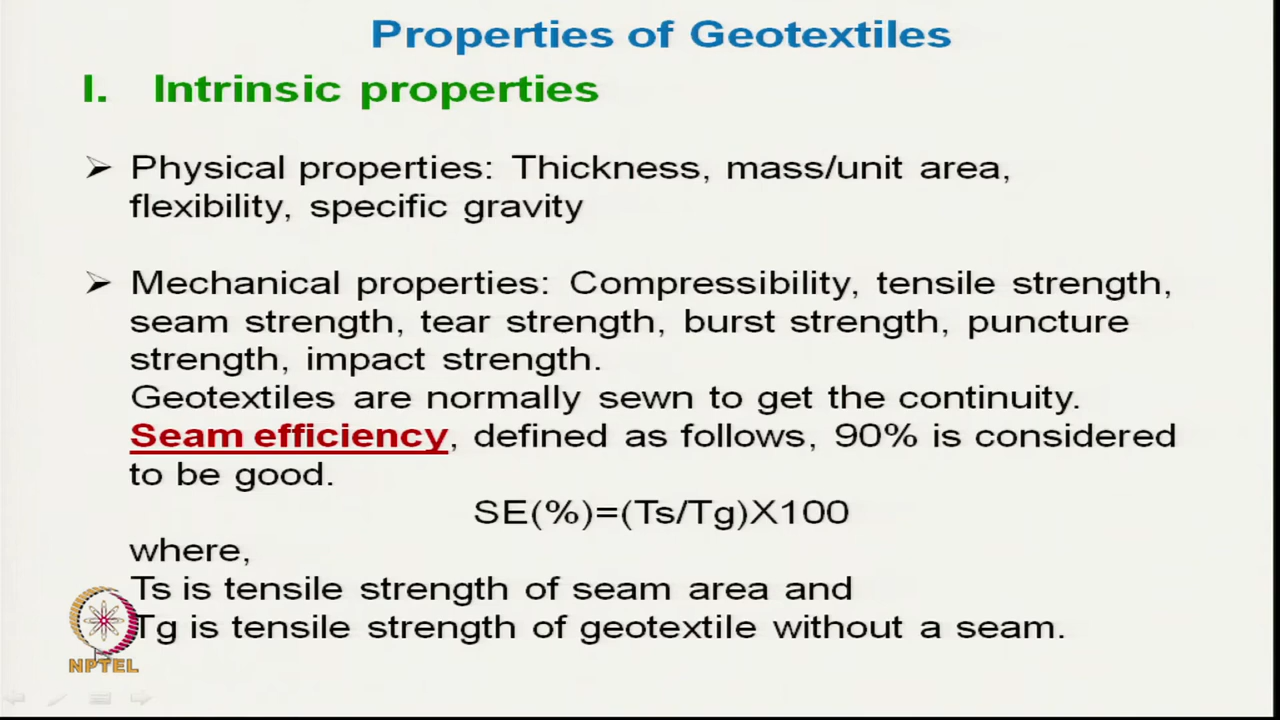 Properties of Geotextiles
I. Intrinsic properties
➢ Physical properties: Thickness, mass/unit area,
flexibility, specific gravity
➢ Mechanical properties: Compressibility, tensile strength,
seam strength, tear strength, burst strength, puncture
strength, impact strength.
Geotextiles are normally sewn to get the continuity.
Seam efficiency, defined as follows, 90% is considered
to be good.
SE(%)=(Ts/Tg)X100
where,
Ts is tensile strength of seam area and
Tg is tensile strength of geotextile without a seam.
NPTEL